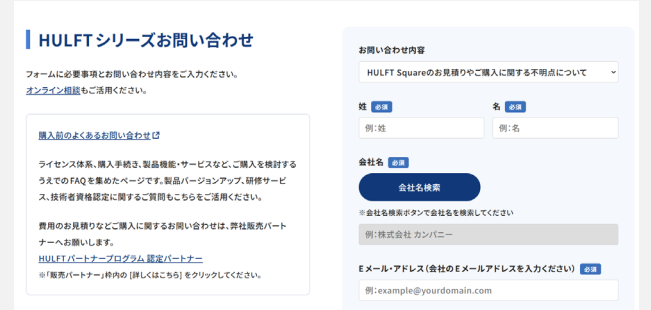 HULFTシリーズお問い合わせ
フォームに必要事項とお問い合わせ内容をご入力ください。
オンライン相談もご活用ください。
購入前のよくあるお問い合わせ
ライセンス体系、購入手続き、製品機能・サービスなど、ご購入を検討する
うえでのFAQを集めたページです。製品バージョンアップ、研修サービ
ス、技術者資格認定に関するご質問もこちらをご活用ください。
費用のお見積りなどご購入に関するお問い合わせは、弊社販売パート
ナーへお願いします。
HULFTパートナープログラム 認定パートナー
※「販売パートナー」枠内の [詳しくはこちら] をクリックしてください。
お問い合わせ内容
HULFT Squareのお見積りやご購入に関する不明点について
姓 必須
名 必須
例：姓
例：名
会社名 必須
会社名検索
※会社名検索ボタンで会社名を検索してください
例：株式会社 カンパニー
Eメール・アドレス（会社のEメールアドレスを入力ください） 必須
例：example@yourdomain.com